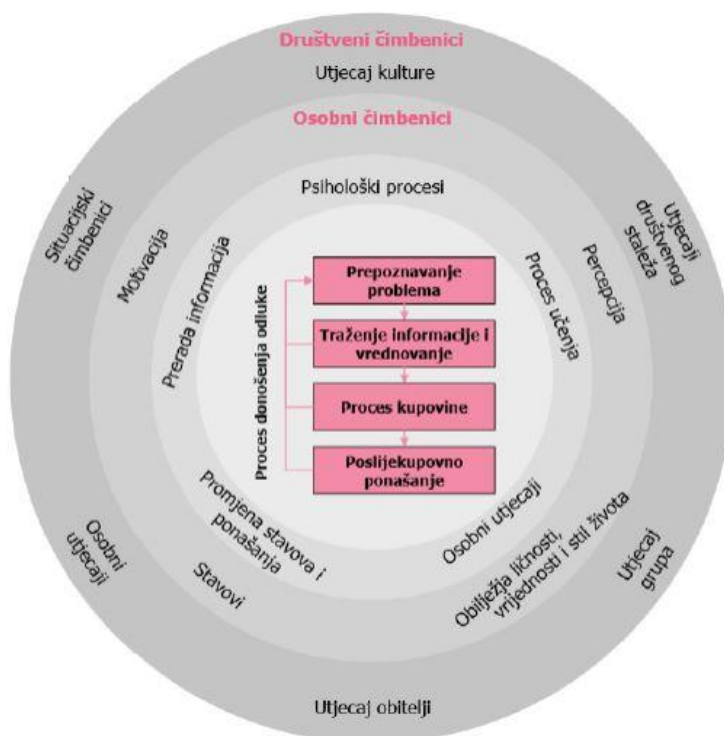 Društveni čimbenici
Utjecaj kulture
Osobni čimbenici
Psihološki procesi
Situacijski
čimbenici
Motivacija
Prerada informacija
Proces učenja
Percepcija
Utjecaji
društvenog
staleža
Proces donošenja odluke
Prepoznavanje
problema
Traženje informacije i
vrednovanje
Proces kupovine
Poslijekupovno
ponašanje
Promjena stavova i
ponašanja
Osobni utjecaji
Osobni
utjecaji
Stavovi
Obilježja ličnosti,
vrijednosti i stil života
Utjecaj
grupa
Utjecaj obitelji